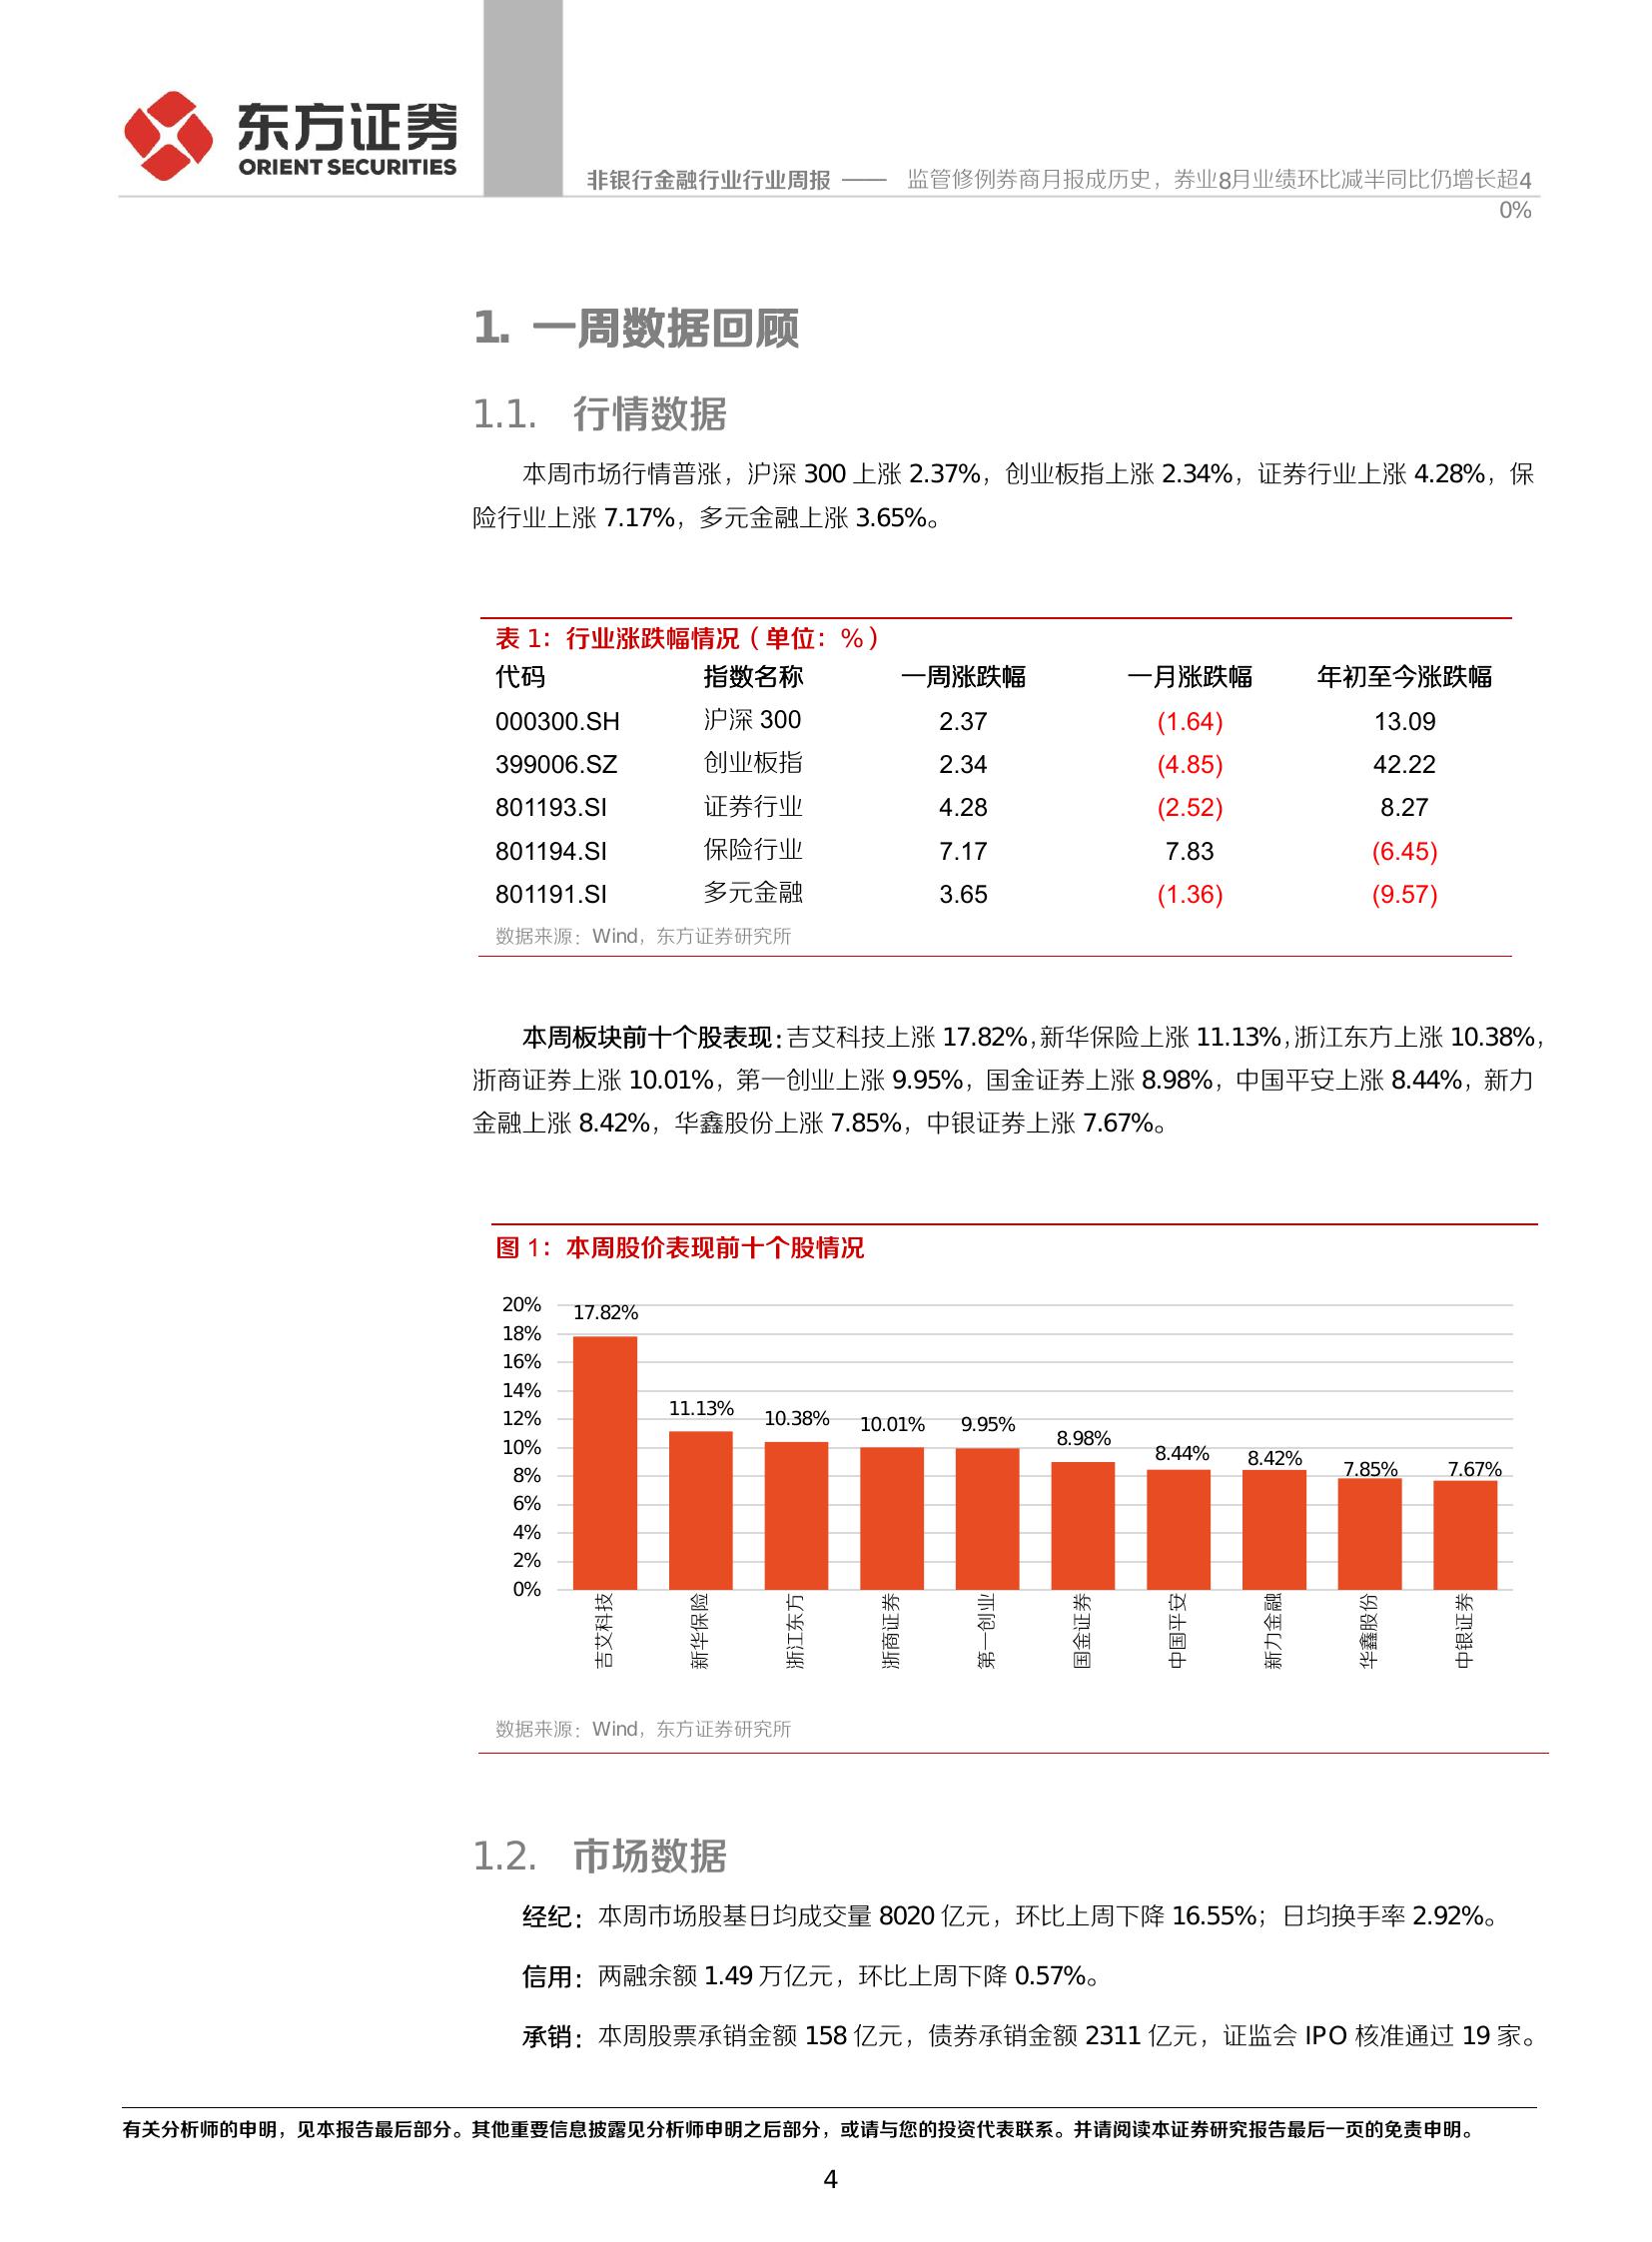 东方证券
ORIENT SECURITIES
非银行金融行业行业周报 —— 监管修例券商月报成历史，券业8月业绩环比减半同比仍增长超4
0%
1. 一周数据回顾
1.1. 行情数据
本周市场行情普涨，沪深 300 上涨 2.37%，创业板指上涨 2.34%，证券行业上涨 4.28%，保
险行业上涨 7.17%，多元金融上涨 3.65%。
表 1：行业涨跌幅情况（单位：%）
代码 指数名称 一周涨跌幅 一月涨跌幅 年初至今涨跌幅
000300.SH 沪深 300 2.37 (1.64) 13.09
399006.SZ 创业板指 2.34 (4.85) 42.22
801193.SI 证券行业 4.28 (2.52) 8.27
801194.SI 保险行业 7.17 7.83 (6.45)
801191.SI 多元金融 3.65 (1.36) (9.57)
数据来源：Wind，东方证券研究所
本周板块前十个股表现：吉艾科技上涨 17.82%，新华保险上涨 11.13%，浙江东方上涨 10.38%，
浙商证券上涨 10.01%，第一创业上涨 9.95%，国金证券上涨 8.98%，中国平安上涨 8.44%，新力
金融上涨 8.42%，华鑫股份上涨 7.85%，中银证券上涨 7.67%。
图 1：本周股价表现前十个股情况
20%
18%
16%
14%
12%
10%
8%
6%
4%
2%
0%
17.82% 11.13% 10.38% 10.01% 9.95% 8.98% 8.44% 8.42% 7.85% 7.67%
吉艾科技 新华保险 浙江东方 浙商证券 第一创业 国金证券 中国平安 新力金融 华鑫股份 中银证券
数据来源：Wind，东方证券研究所
1.2. 市场数据
经纪：本周市场股基日均成交量 8020 亿元，环比上周下降 16.55%；日均换手率 2.92%。
信用：两融余额 1.49 万亿元，环比上周下降 0.57%。
承销：本周股票承销金额 158 亿元，债券承销金额 2311 亿元，证监会 IPO 核准通过 19 家。
有关分析师的申明，见本报告最后部分。其他重要信息披露见分析师申明之后部分，或请与您的投资代表联系。并请阅读本证券研究报告最后一页的免责申明。
4